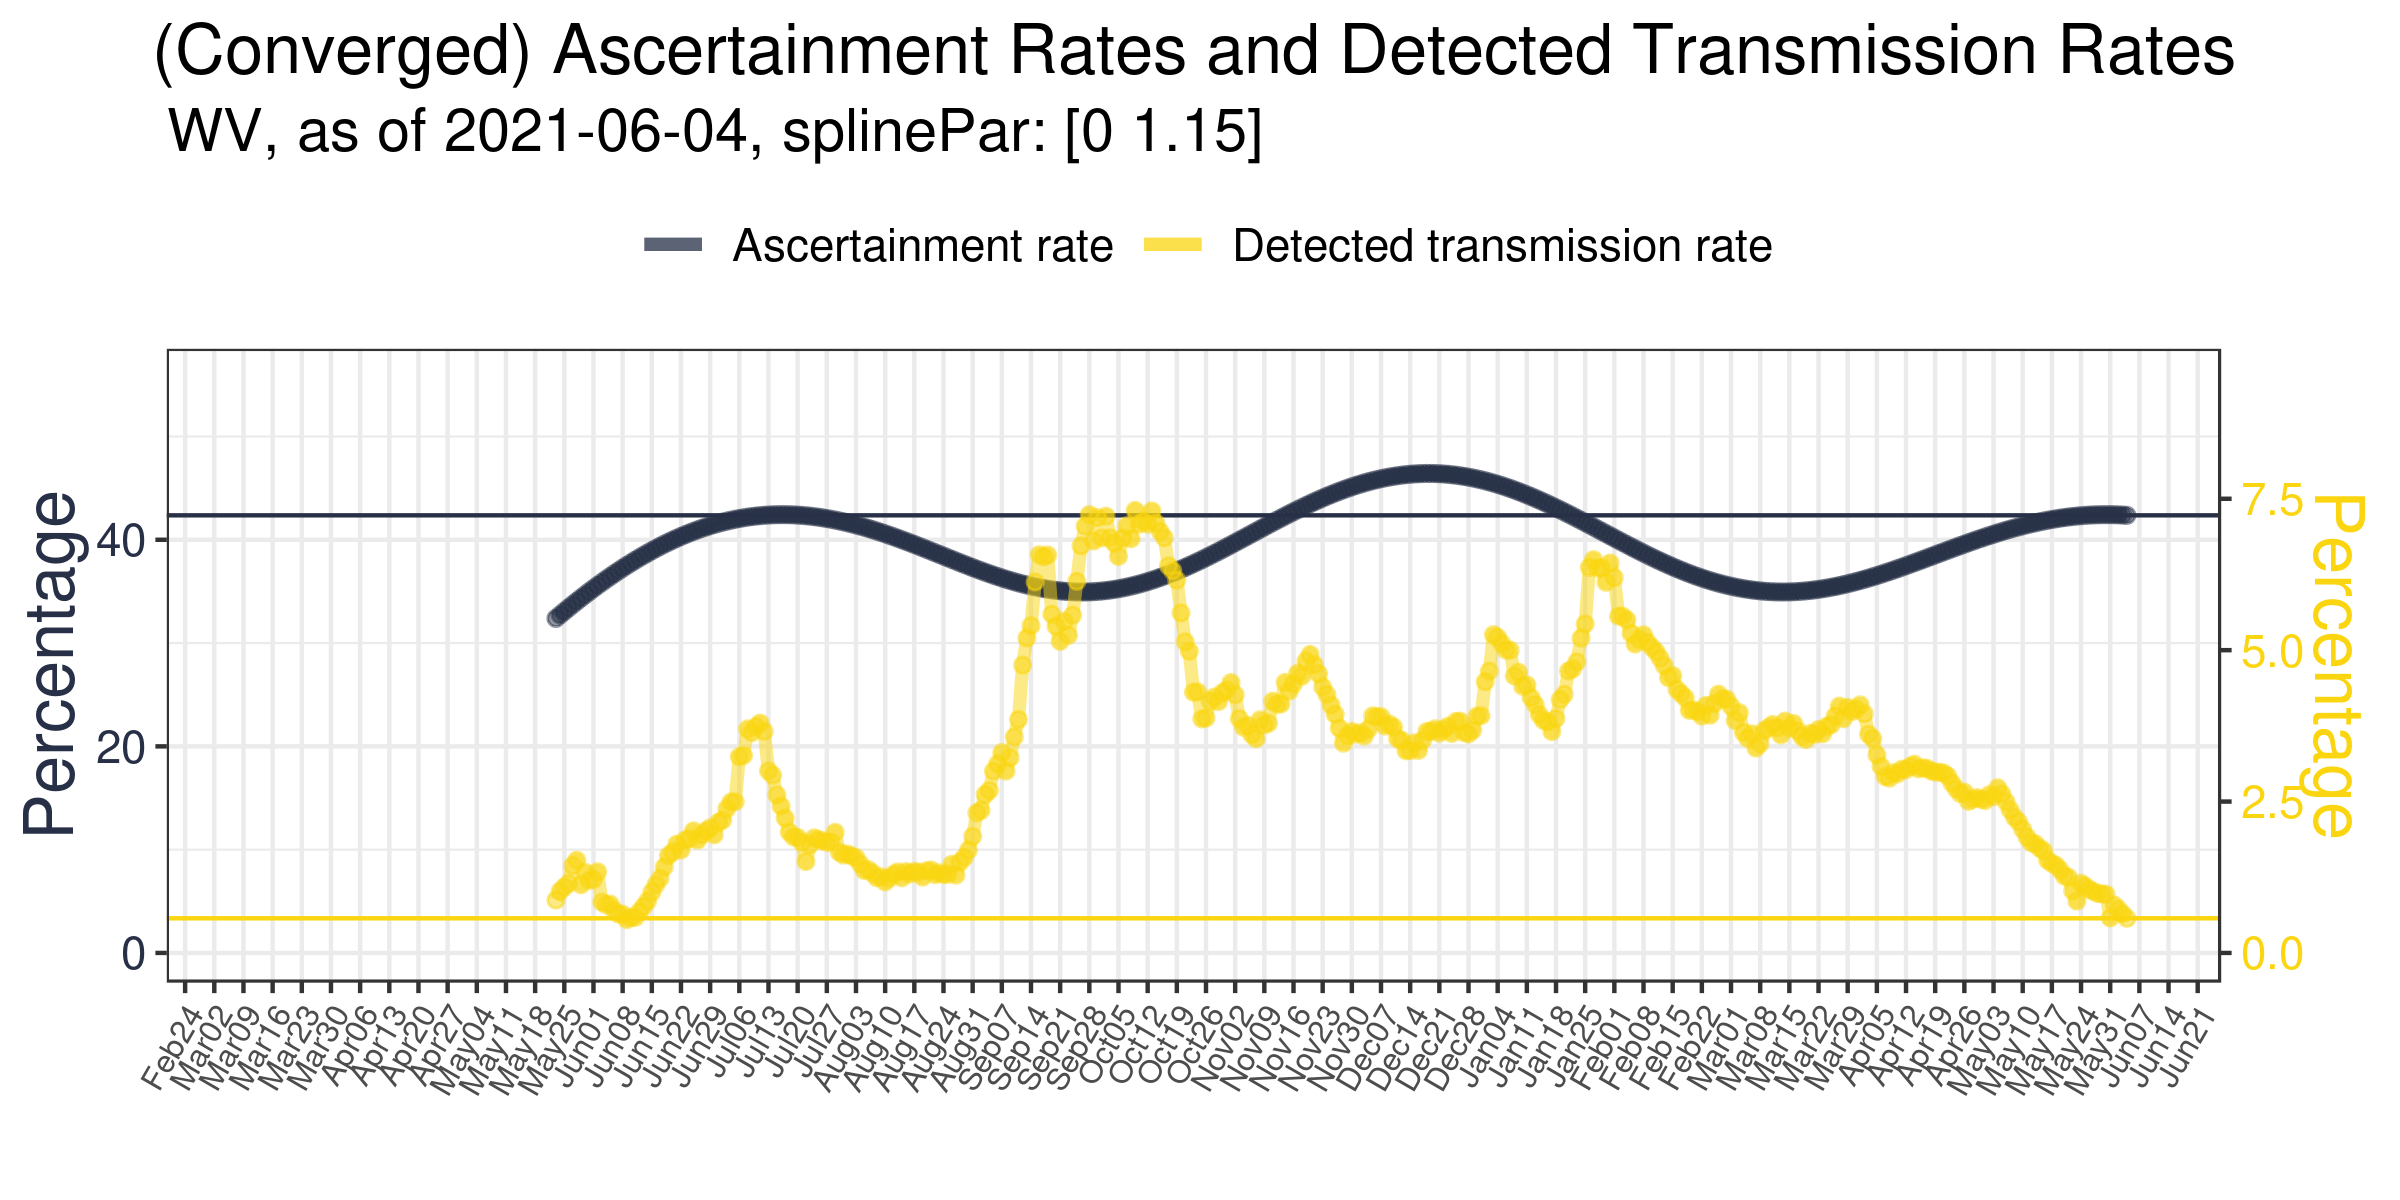 (Converged) Ascertainment Rates and Detected Transmission Rates
WV, as of 2021-06-04, splinePar: [0 1.15]
Ascertainment rate
Detected transmission rate
Percentage
40
20
0
7.5
5.0
2.5
0.0
Percentage
Feb24
Mar02
Mar09
Mar16
Mar23
Mar30
Apr06
Apr13
Apr20
Apr27
May04
May11
May18
May25
Jun01
Jun08
Jun15
Jun22
Jun29
Jul06
Jul13
Jul20
Jul27
Aug03
Aug10
Aug17
Aug24
Aug31
Sep07
Sep14
Sep21
Sep28
Oct05
Oct12
Oct19
Oct26
Nov02
Nov09
Nov16
Nov23
Nov30
Dec07
Dec14
Dec21
Dec28
Jan04
Jan11
Jan18
Jan25
Feb01
Feb08
Feb15
Feb22
Mar01
Mar08
Mar15
Mar22
Mar29
Apr05
Apr12
Apr19
Apr26
May03
May10
May17
May24
May31
Jun07
Jun14
Jun21